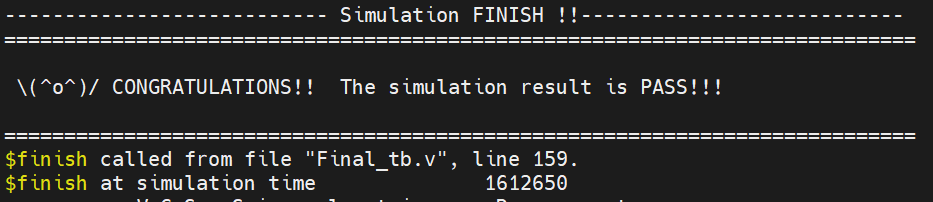 --------------------------- Simulation FINISH !!---------------------------
============================================================================
\(^o^)/ CONGRATULATIONS!!  The simulation result is PASS!!!
============================================================================
$finish called from file "Final_tb.v", line 159.
$finish at simulation time              1612650